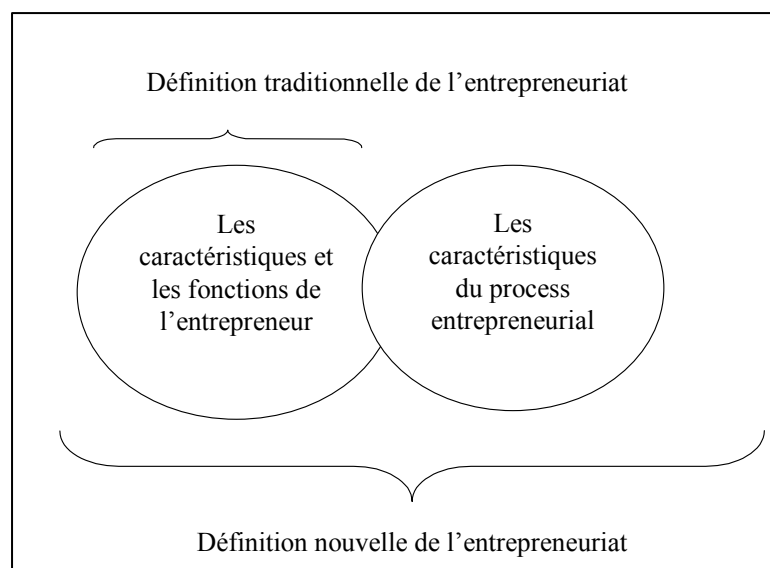 Définition traditionnelle de l’entrepreneuriat
Les
caractéristiques et
les fonctions de
l’entrepreneur
Les
caractéristiques
du process
entrepreneurial
Définition nouvelle de l’entrepreneuriat